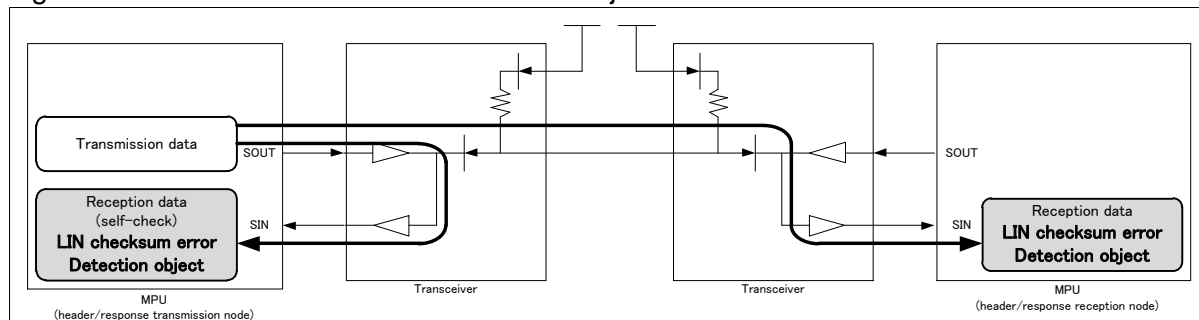 Transmission data
SOUT
Reception data
(self-check)
LIN checksum error
Detection object
SIN
MPU
(header/response transmission node)
Transceiver
Transceiver
SOUT
SIN
Reception data
LIN checksum error
Detection object
MPU
(header/response reception node)